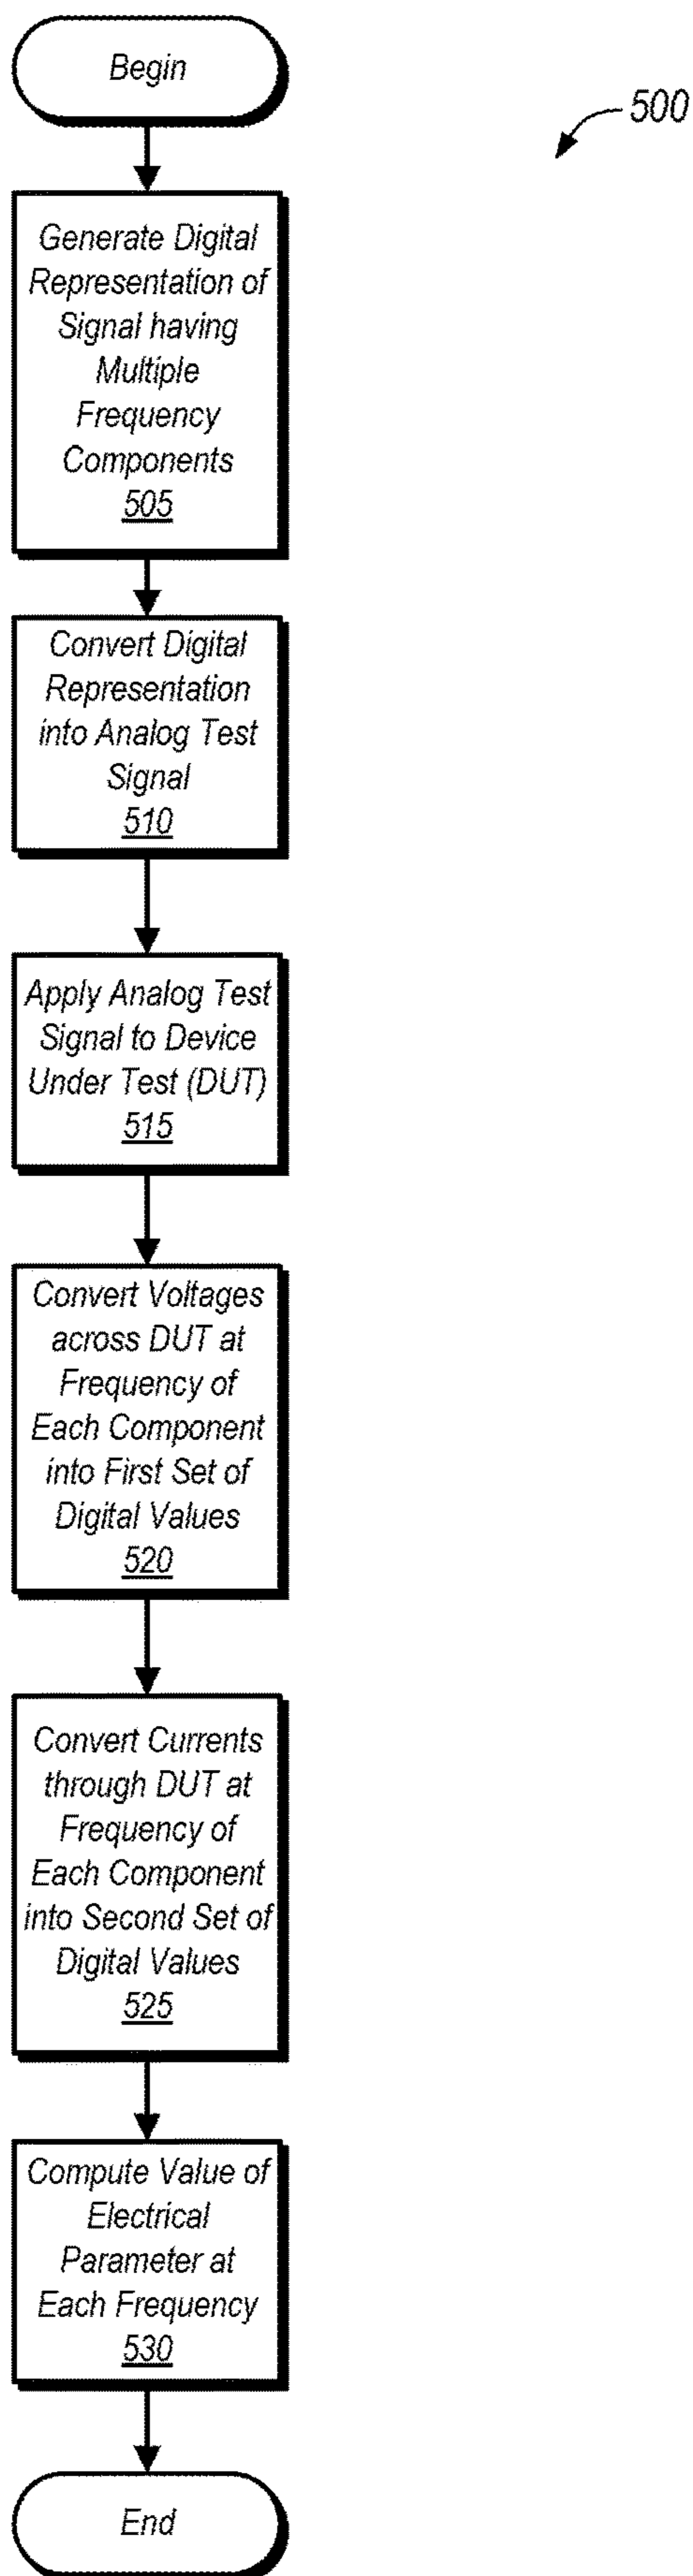 Begin
500
Generate Digital
Representation of
Signal having
Multiple
Frequency
Components
505
Convert Digital
Representation
into Analog Test
Signal
510
Apply Analog Test
Signal to Device
Under Test (DUT)
515
Convert Voltages
across DUT at
Frequency of
Each Component
into First Set of
Digital Values
520
Convert Currents
through DUT at
Frequency of
Each Component
into Second Set of
Digital Values
525
Compute Value of
Electrical
Parameter at
Each Frequency
530
End